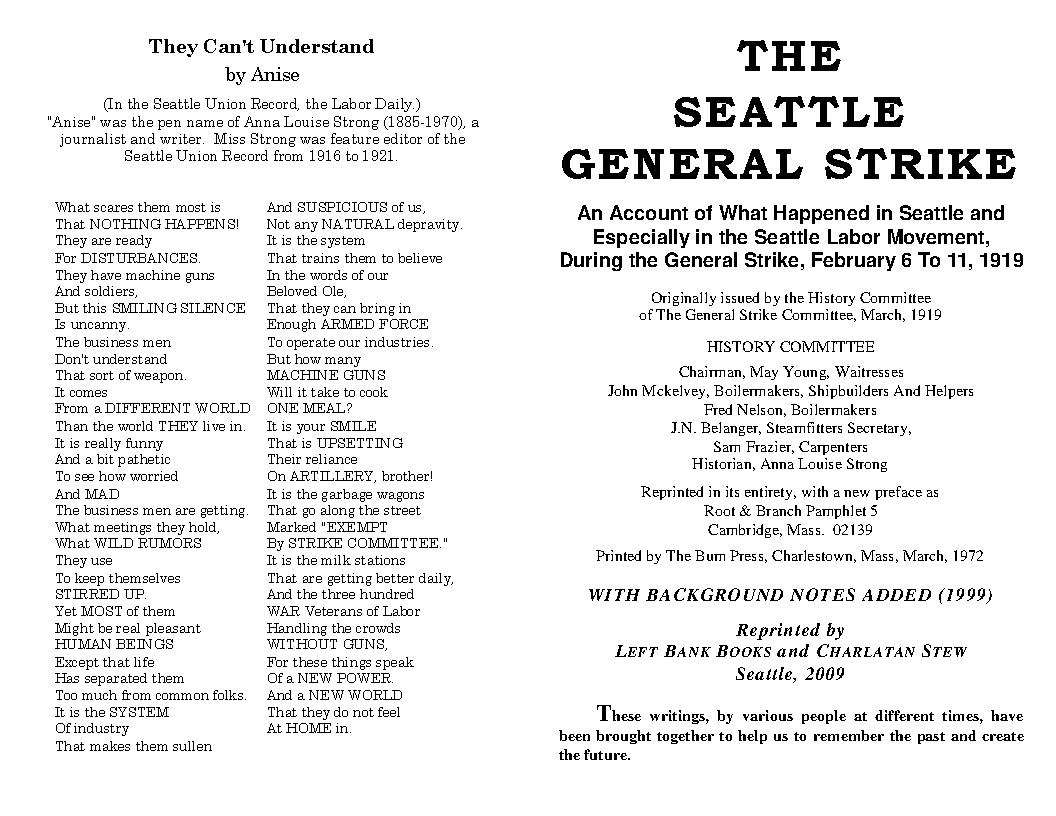 They Can't Understand
by Anise
(In the Seattle Union Record, the Labor Daily.)
"Anise" was the pen name of Anna Louise Strong (1885-1970), a
journalist and writer. Miss Strong was feature editor of the
Seattle Union Record from 1916 to 1921.
What scares them most is
That NOTHING HAPPENS!
They are ready
For DISTURBANCES.
They have machine guns
And soldiers,
But this SMILING SILENCE
Is uncanny.
The business men
Don't understand
That sort of weapon.
It comes
From a DIFFERENT WORLD
Than the world THEY live in.
It is really funny
And a bit pathetic
To see how worried
And MAD
The business men are getting.
What meetings they hold,
What WILD RUMORS
They use
To keep themselves
STIRRED UP.
Yet MOST of them
Might be real pleasant
HUMAN BEINGS
Except that life
Has separated them
Too much from common folks.
It is the SYSTEM
Of industry
That makes them sullen
And SUSPICIOUS of us,
Not any NATURAL depravity.
It is the system
That trains them to believe
In the words of our
Beloved Ole,
That they can bring in
Enough ARMED FORCE
To operate our industries.
But how many
MACHINE GUNS
Will it take to cook
ONE MEAL?
It is your SMILE
That is UPSETTING
Their reliance
On ARTILLERY, brother!
It is the garbage wagons
That go along the street
Marked "EXEMPT
By STRIKE COMMITTEE."
It is the milk stations
That are getting better daily,
And the three hundred
WAR Veterans of Labor
Handling the crowds
WITHOUT GUNS,
For these things speak
Of a NEW POWER.
And a NEW WORLD
That they do not feel
At HOME in.
THE
SEATTLE
GENERAL STRIKE
An Account of What Happened in Seattle and
Especially in the Seattle Labor Movement,
During the General Strike, February 6 To 11, 1919
Originally issued by the History Committee
of The General Strike Committee, March, 1919
HISTORY COMMITTEE
Chairman, May Young, Waitresses
John Mckelvey, Boilermakers, Shipbuilders And Helpers
Fred Nelson, Boilermakers
J.N. Belanger, Steamfitters Secretary,
Sam Frazier, Carpenters
Historian, Anna Louise Strong
Reprinted in its entirety, with a new preface as
Root & Branch Pamphlet 5
Cambridge, Mass. 02139
Printed by The Burn Press, Charlestown, Mass, March, 1972
WITH BACKGROUND NOTES ADDED (1999)
Reprinted by
LEFT BANK BOOKS and CHARLATAN STEW
Seattle, 2009
These writings, by various people at different times, have
been brought together to help us to remember the past and create
the future.